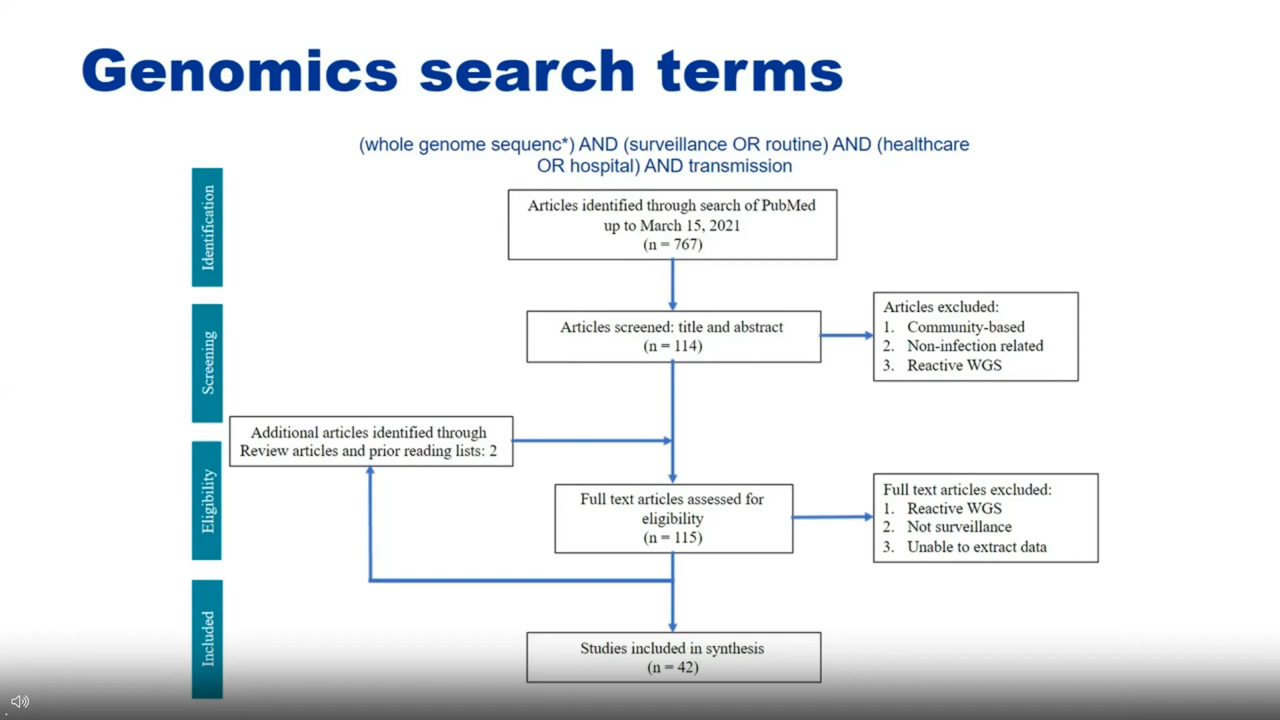 Genomics search terms
(whole genome sequenc*) AND (surveillance OR routine) AND (healthcare
OR hospital) AND transmission
Identification
Articles identified through search of PubMed
up to March 15, 2021
(n = 767)
Screening
Articles screened: title and abstract
(n = 114)
Articles excluded:
1. Community-based
2. Non-infection related
3. Reactive WGS
Additional articles identified through
Review articles and prior reading lists: 2
Eligibility
Full text articles assessed for
eligibility
(n = 115)
Full text articles excluded:
1. Reactive WGS
2. Not surveillance
3. Unable to extract data
Included
Studies included in synthesis
(n = 42)